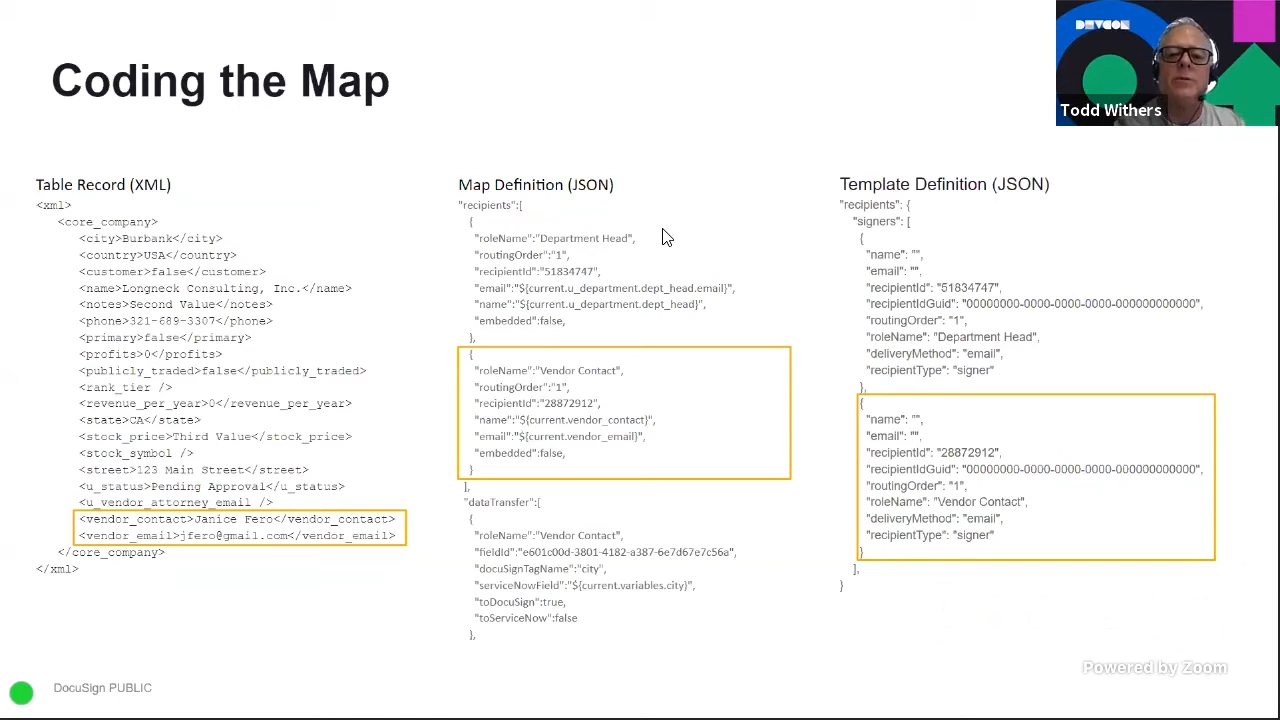 DEVCON
Todd Withers
Coding the Map
Table Record (XML)
<xml>
<core_company>
<city>Burbank</city>
<country>USA</country>
<customer>false</customer>
<name>Longneck Consulting, Inc.</name>
<notes>Second Value</notes>
<phone>321-689-3307</phone>
<primary>false</primary>
<profits>0</profits>
<publicly_traded>false</publicly_traded>
<rank_tier />
<revenue_per_year>0</revenue_per_year>
<state>CA</state>
<stock_price>Third Value</stock_price>
<stock_symbol />
<street>123 Main Street</street>
<u_status>Pending Approval</u_status>
<u_vendor_attorney_email />
<vendor_contact>Janice Fero</vendor_contact>
<vendor_email>jfero@gmail.com</vendor_email>
</core_company>
</xml>
Map Definition (JSON)
"recipients":[
{
"roleName":"Department Head",
"routingOrder":"1",
"recipientId":"51834747",
"email":"${current.u_department.dept_head.email}",
"name":"${current.u_department.dept_head}",
"embedded":false,
},
{
"roleName":"Vendor Contact",
"routingOrder":"1",
"recipientId":"28872912",
"name":"${current.vendor_contact}",
"email":"${current.vendor_email}",
"embedded":false,
}
],
"dataTransfer":[
{
"roleName":"Vendor Contact",
"fieldId":"e601c00d-3801-4182-a387-6e7d67e7c56a",
"docuSignTagName":"city",
"serviceNowField":"${current.variables.city}",
"toDocuSign":true,
"toServiceNow":false
},
Template Definition (JSON)
"recipients": {
"signers": [
{
"name": "",
"email": "",
"recipientId": "51834747",
"recipientIdGuid": "00000000-0000-0000-0000-000000000000",
"routingOrder": "1",
"roleName": "Department Head",
"deliveryMethod": "email",
"recipientType": "signer"
},
{
"name": "",
"email": "",
"recipientId": "28872912",
"recipientIdGuid": "00000000-0000-0000-0000-000000000000",
"routingOrder": "1",
"roleName": "Vendor Contact",
"deliveryMethod": "email",
"recipientType": "signer"
}
],
}
DocuSign PUBLIC
Powered by Zoom